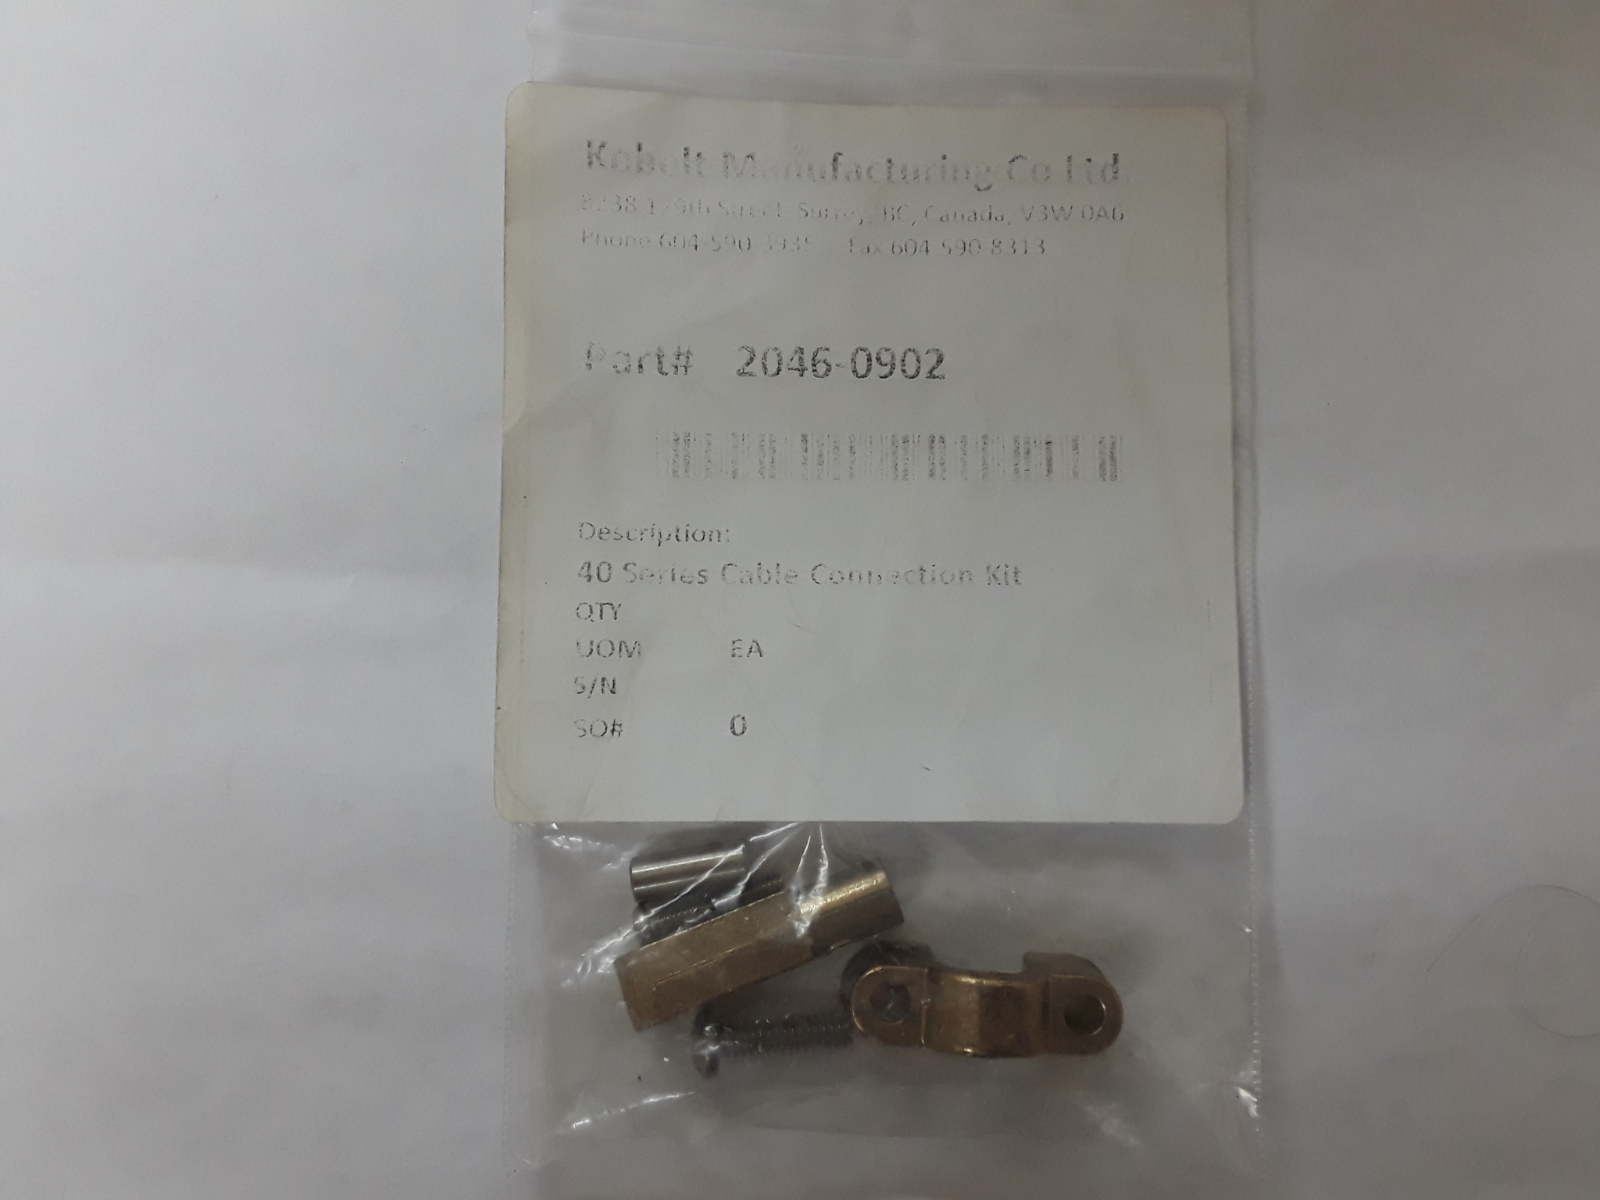 Kobelt Manufacturing Co Ltd.
8238 129th Street, Surrey, BC, Canada, V3W 0A6
Phone 604-590-3935 Fax 604-590-8313
Part# 2046-0902
Description:
40 Series Cable Connection Kit
QTY
UOM EA
S/N
SO# 0